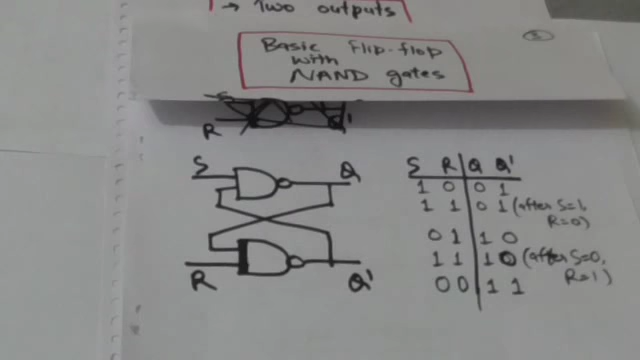 → Two outputs
5
Basic Flip-flop
with
NAND gates
S
R Q'
S Q
R Q'
S R Q Q'
1 0 0 1
1 1 0 1 (after S=1,
R=0)
0 1 1 0
1 1 1 0 (after S=0,
R=1)
0 0 1 1